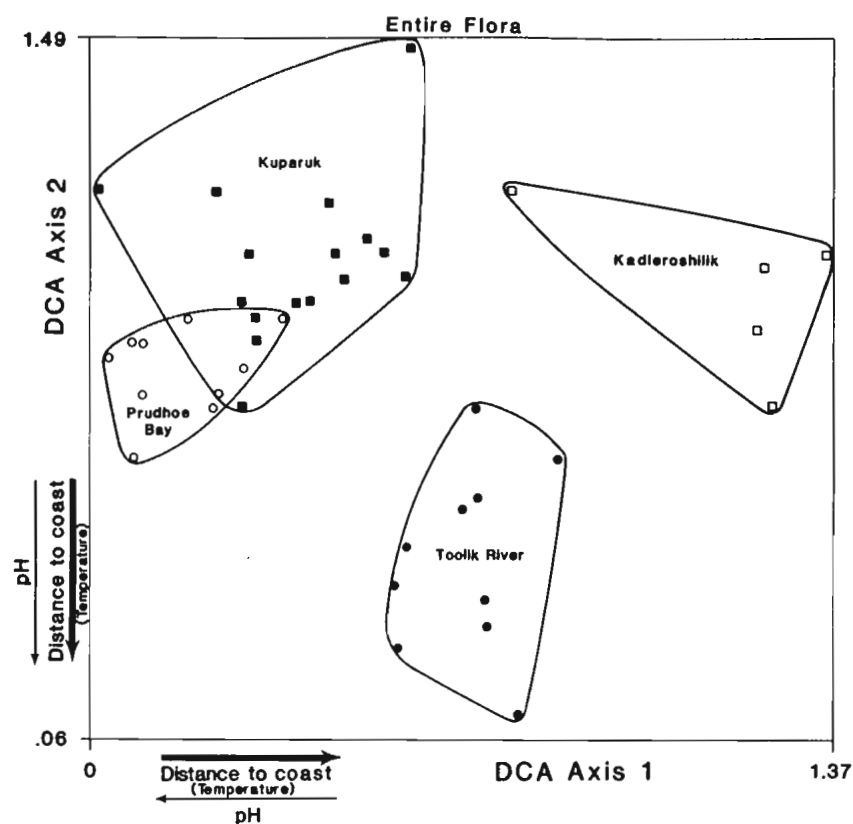 Entire Flora
1.49
Kuparuk
DCA Axis 2
Kadleroshilik
Prudhoe
Bay
Toolik River
pH
Distance to coast
(Temperature)
.06
0
Distance to coast
(Temperature)
pH
DCA Axis 1
1.37